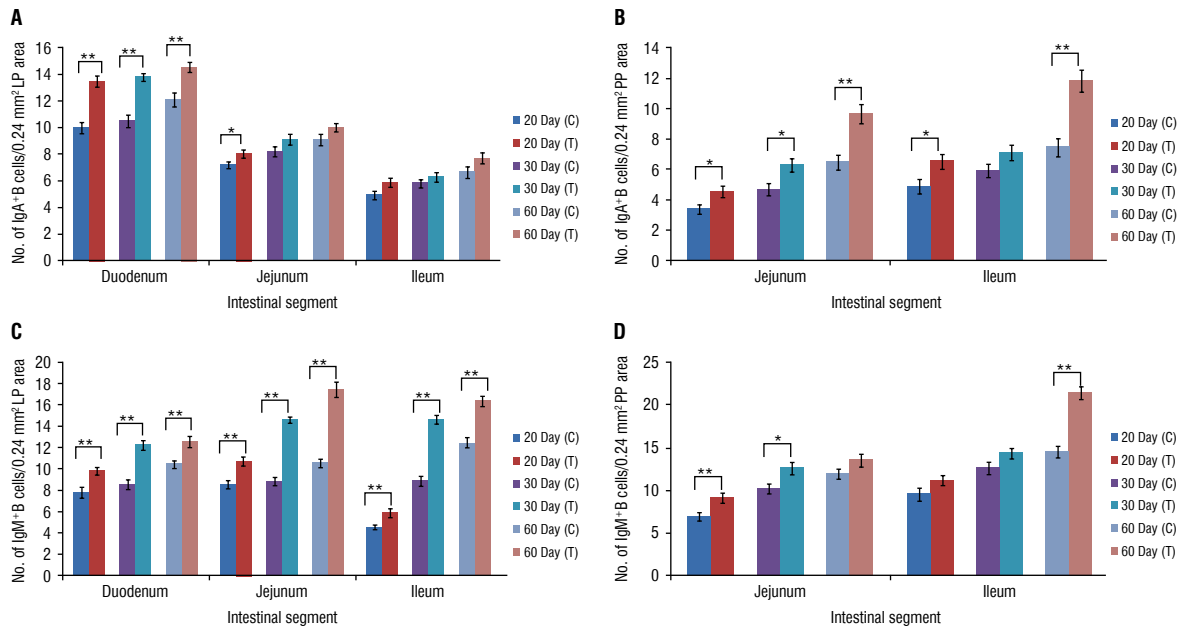 A
No. of IgA⁺B cells/0.24 mm² LP area
16
14
12
10
8
6
4
2
0
** ** **
*
Duodenum Jejunum Ileum
Intestinal segment
20 Day (C)
20 Day (T)
30 Day (C)
30 Day (T)
60 Day (C)
60 Day (T)
B
No. of IgA⁺B cells/0.24 mm² PP area
14
12
10
8
6
4
2
0
* * ** * **
Jejunum Ileum
Intestinal segment
20 Day (C)
20 Day (T)
30 Day (C)
30 Day (T)
60 Day (C)
60 Day (T)
C
No. of IgM⁺B cells/0.24 mm² LP area
20
18
16
14
12
10
8
6
4
2
0
** ** ** ** ** ** ** ** **
Duodenum Jejunum Ileum
Intestinal segment
20 Day (C)
20 Day (T)
30 Day (C)
30 Day (T)
60 Day (C)
60 Day (T)
D
No. of IgM⁺B cells/0.24 mm² PP area
25
20
15
10
5
0
** * **
Jejunum Ileum
Intestinal segment
20 Day (C)
20 Day (T)
30 Day (C)
30 Day (T)
60 Day (C)
60 Day (T)